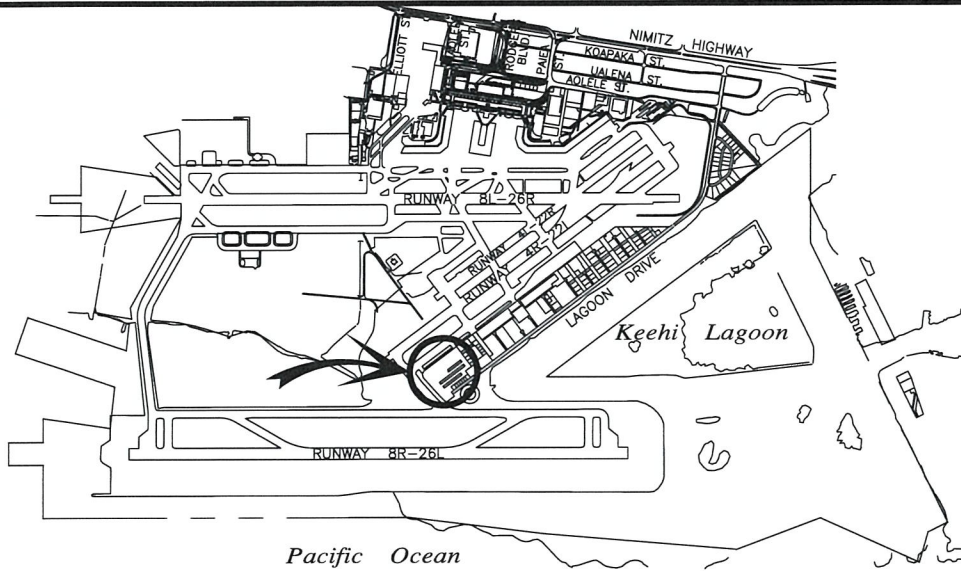 NIMITZ HIGHWAY
ELLIOTT ST.
ST.
RODGERS
BLVD
PAIEA
ST.
KOAPAKA ST.
UALENA ST.
AOLELE ST.
RUNWAY 8L-26R
RUNWAY 4L-22R
RUNWAY 4R-22L
LAGOON DRIVE
Keehi Lagoon
RUNWAY 8R-26L
Pacific Ocean